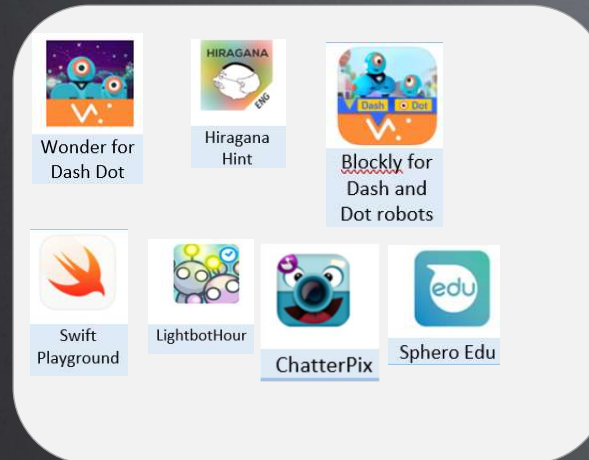 HIRAGANA
ENG
Dash Dot
Wonder for
Dash Dot
Hiragana
Hint
Blockly for
Dash and
Dot robots
edu
Swift
Playground
LightbotHour
ChatterPix
Sphero Edu